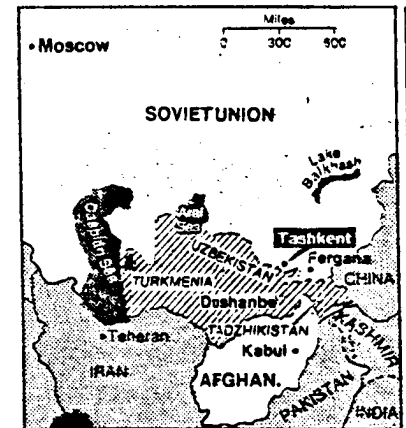 Miles
0 300 600
• Moscow
SOVIET UNION
Lake
Balkhash
Caspian Sea
Aral
Sea
UZBEKISTAN
Tashkent
Fergana
CHINA
TURKMENIA
Dushanbe
TADZHIKISTAN
• Teheran
Kabul •
KASHMIR
IRAN
AFGHAN.
PAKISTAN
INDIA